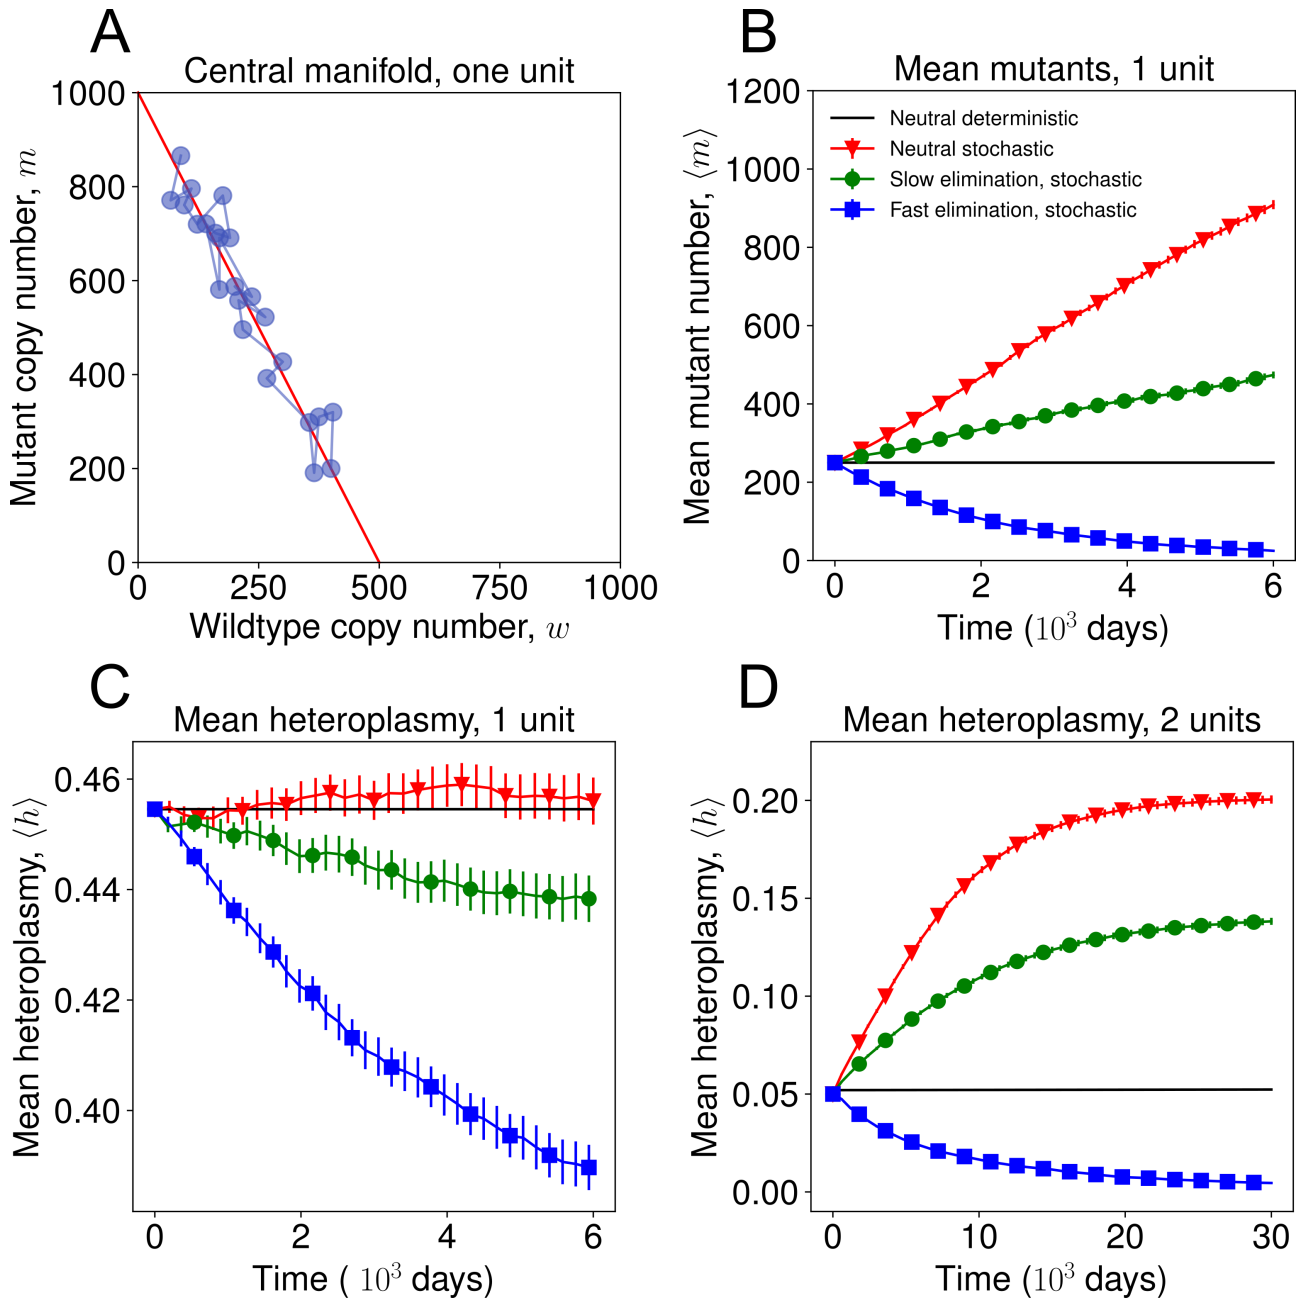 A
Central manifold, one unit
1000
800
600
400
200
0
0 250 500 750 1000
Mutant copy number, m
Wildtype copy number, w
B
Mean mutants, 1 unit
1200
1000
800
600
400
200
0
0 2 4 6
Mean mutant number, ⟨m⟩
Time (10³ days)
Neutral deterministic
Neutral stochastic
Slow elimination, stochastic
Fast elimination, stochastic
C
Mean heteroplasmy, 1 unit
0.46
0.44
0.42
0.40
0 2 4 6
Mean heteroplasmy, ⟨h⟩
Time ( 10³ days)
D
Mean heteroplasmy, 2 units
0.20
0.15
0.10
0.05
0.00
0 10 20 30
Mean heteroplasmy, ⟨h⟩
Time (10³ days)